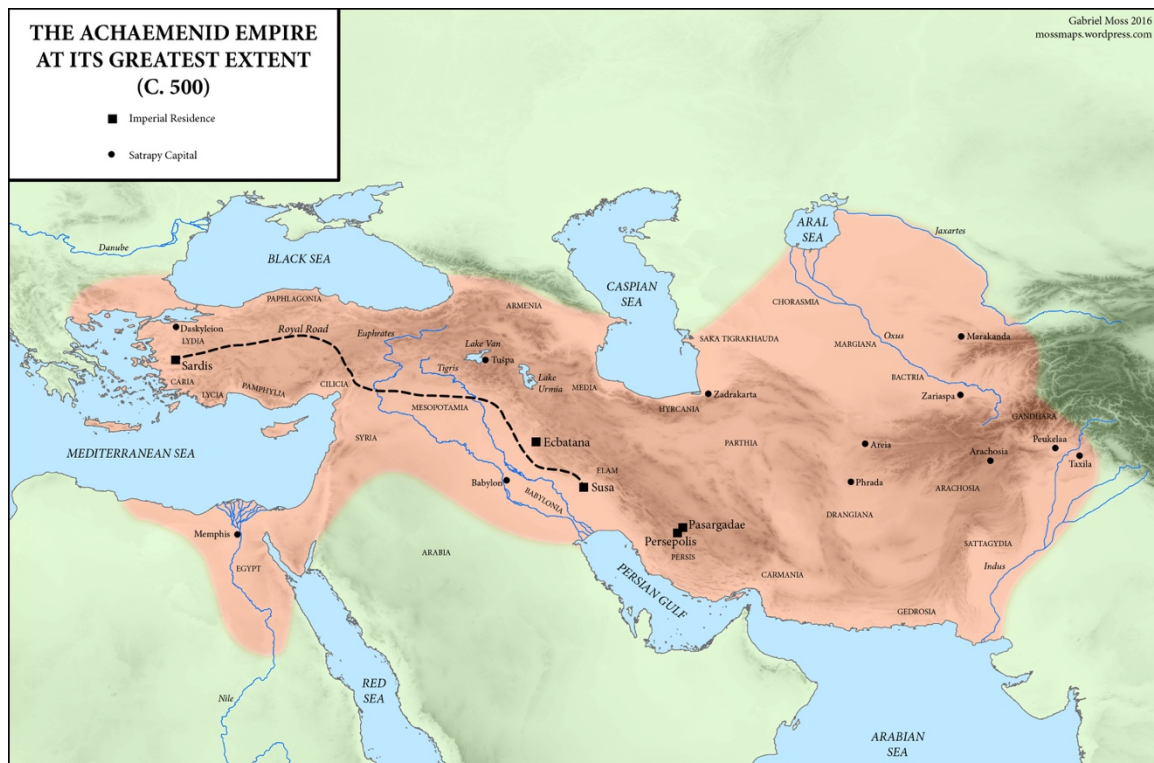 THE ACHAEMENID EMPIRE
AT ITS GREATEST EXTENT
(C. 500)
Imperial Residence
Satrapy Capital
Gabriel Moss 2016
mossmaps.wordpress.com
Danube
BLACK SEA
CASPIAN
SEA
ARAL
SEA
Jaxartes
PAPHLAGONIA
ARMENIA
CHORASMIA
Daskyleion
LYDIA
Royal Road
Euphrates
Sardis
Lake Van
Tušpa
Tigris
Lake
Urmia
MEDIA
SAKA TIGRAKHAUDA
MARGIANA
Oxus
Marakanda
CARIA
LYCIA
PAMPHYLIA
CILICIA
MESOPOTAMIA
Zadrakarta
HYRCANIA
BACTRIA
Zariaspa
GANDHARA
MEDITERRANEAN SEA
SYRIA
Ecbatana
PARTHIA
Areia
Arachosia
Peukelaa
Taxila
Babylon
BABYLONIA
ELAM
Susa
Phrada
ARACHOSIA
DRANGIANA
Memphis
EGYPT
ARABIA
Pasargadae
Persepolis
PERSIS
SATTAGYDIA
Indus
CARMANIA
GEDROSIA
PERSIAN GULF
Nile
RED
SEA
ARABIAN
SEA